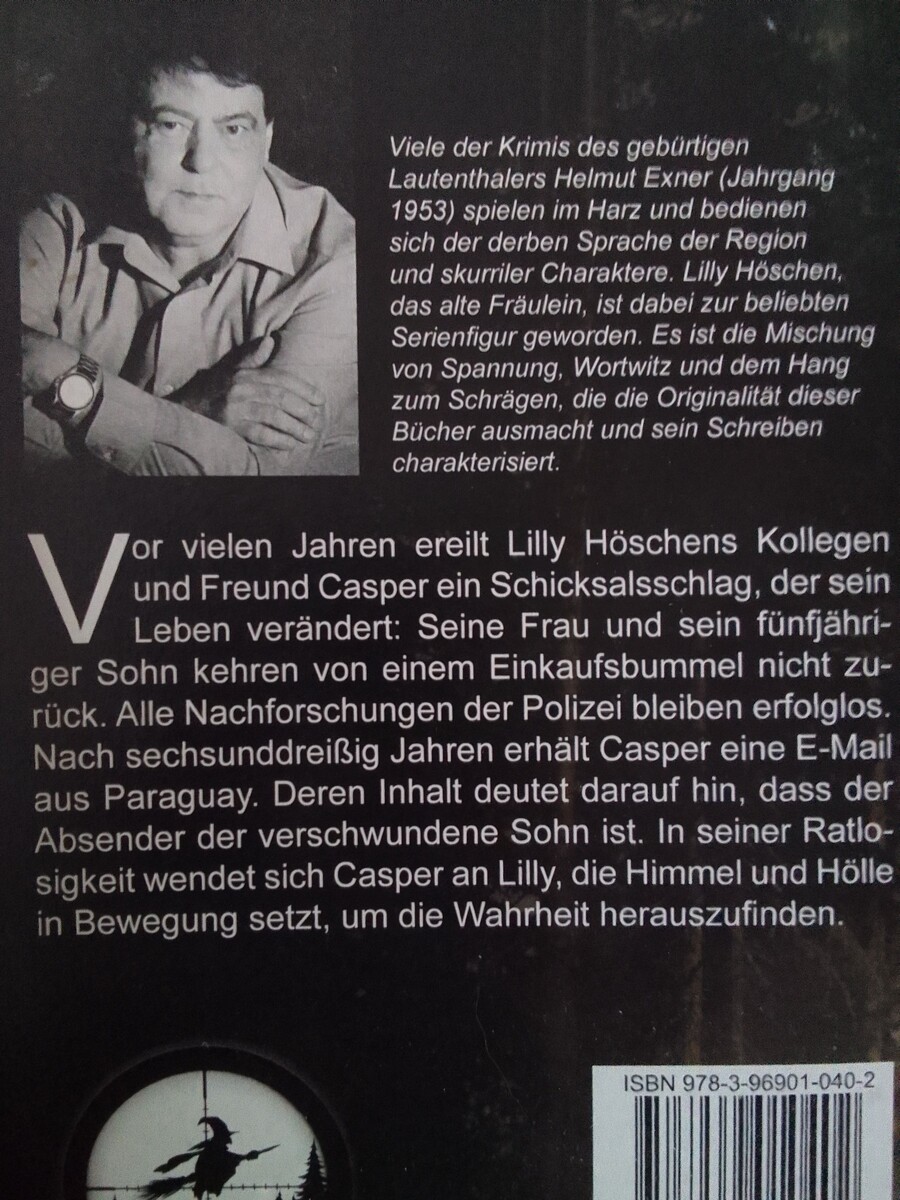 Viele der Krimis des gebürtigen
Lautenthalers Helmut Exner (Jahrgang
1953) spielen im Harz und bedienen
sich der derben Sprache der Region
und skurriler Charaktere. Lilly Höschen,
das alte Fräulein, ist dabei zur beliebten
Serienfigur geworden. Es ist die Mischung
von Spannung, Wortwitz und dem Hang
zum Schrägen, die die Originalität dieser
Bücher ausmacht und sein Schreiben
charakterisiert.
Vor vielen Jahren ereilt Lilly Höschens Kollegen
und Freund Casper ein Schicksalsschlag, der sein
Leben verändert: Seine Frau und sein fünfjähri-
ger Sohn kehren von einem Einkaufsbummel nicht zu-
rück. Alle Nachforschungen der Polizei bleiben erfolglos.
Nach sechsunddreißig Jahren erhält Casper eine E-Mail
aus Paraguay. Deren Inhalt deutet darauf hin, dass der
Absender der verschwundene Sohn ist. In seiner Ratlo-
sigkeit wendet sich Casper an Lilly, die Himmel und Hölle
in Bewegung setzt, um die Wahrheit herauszufinden.
ISBN 978-3-96901-040-2